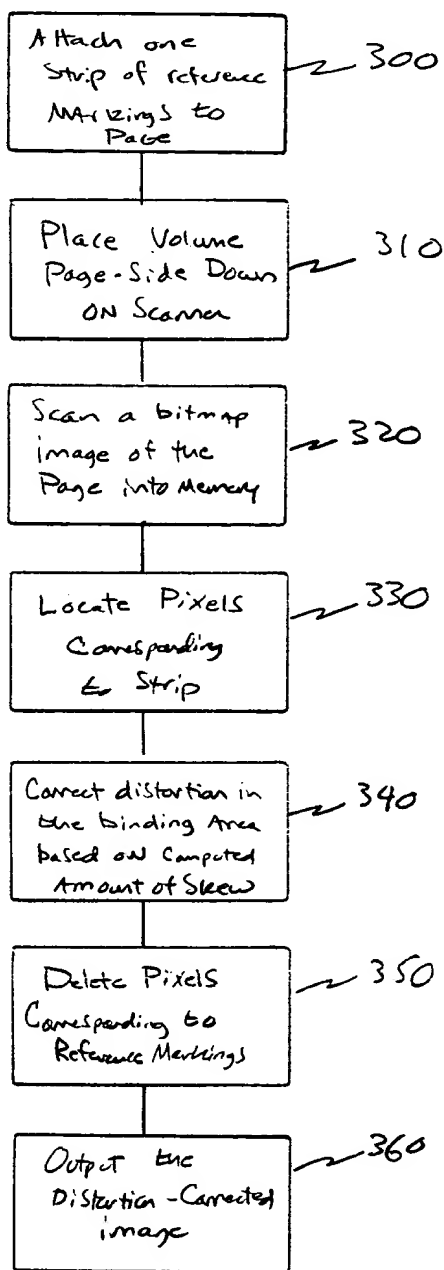 Attach one
Strip of reference
Markings to
Page
300
Place Volume
Page-Side Down
ON Scanner
310
Scan a bitmap
image of the
Page into Memory
320
Locate Pixels
Corresponding
to Strip
330
Correct distortion in
the binding Area
based on Computed
Amount of Skew
340
Delete Pixels
Corresponding to
Reference Markings
350
Output the
Distortion-Corrected
image
360